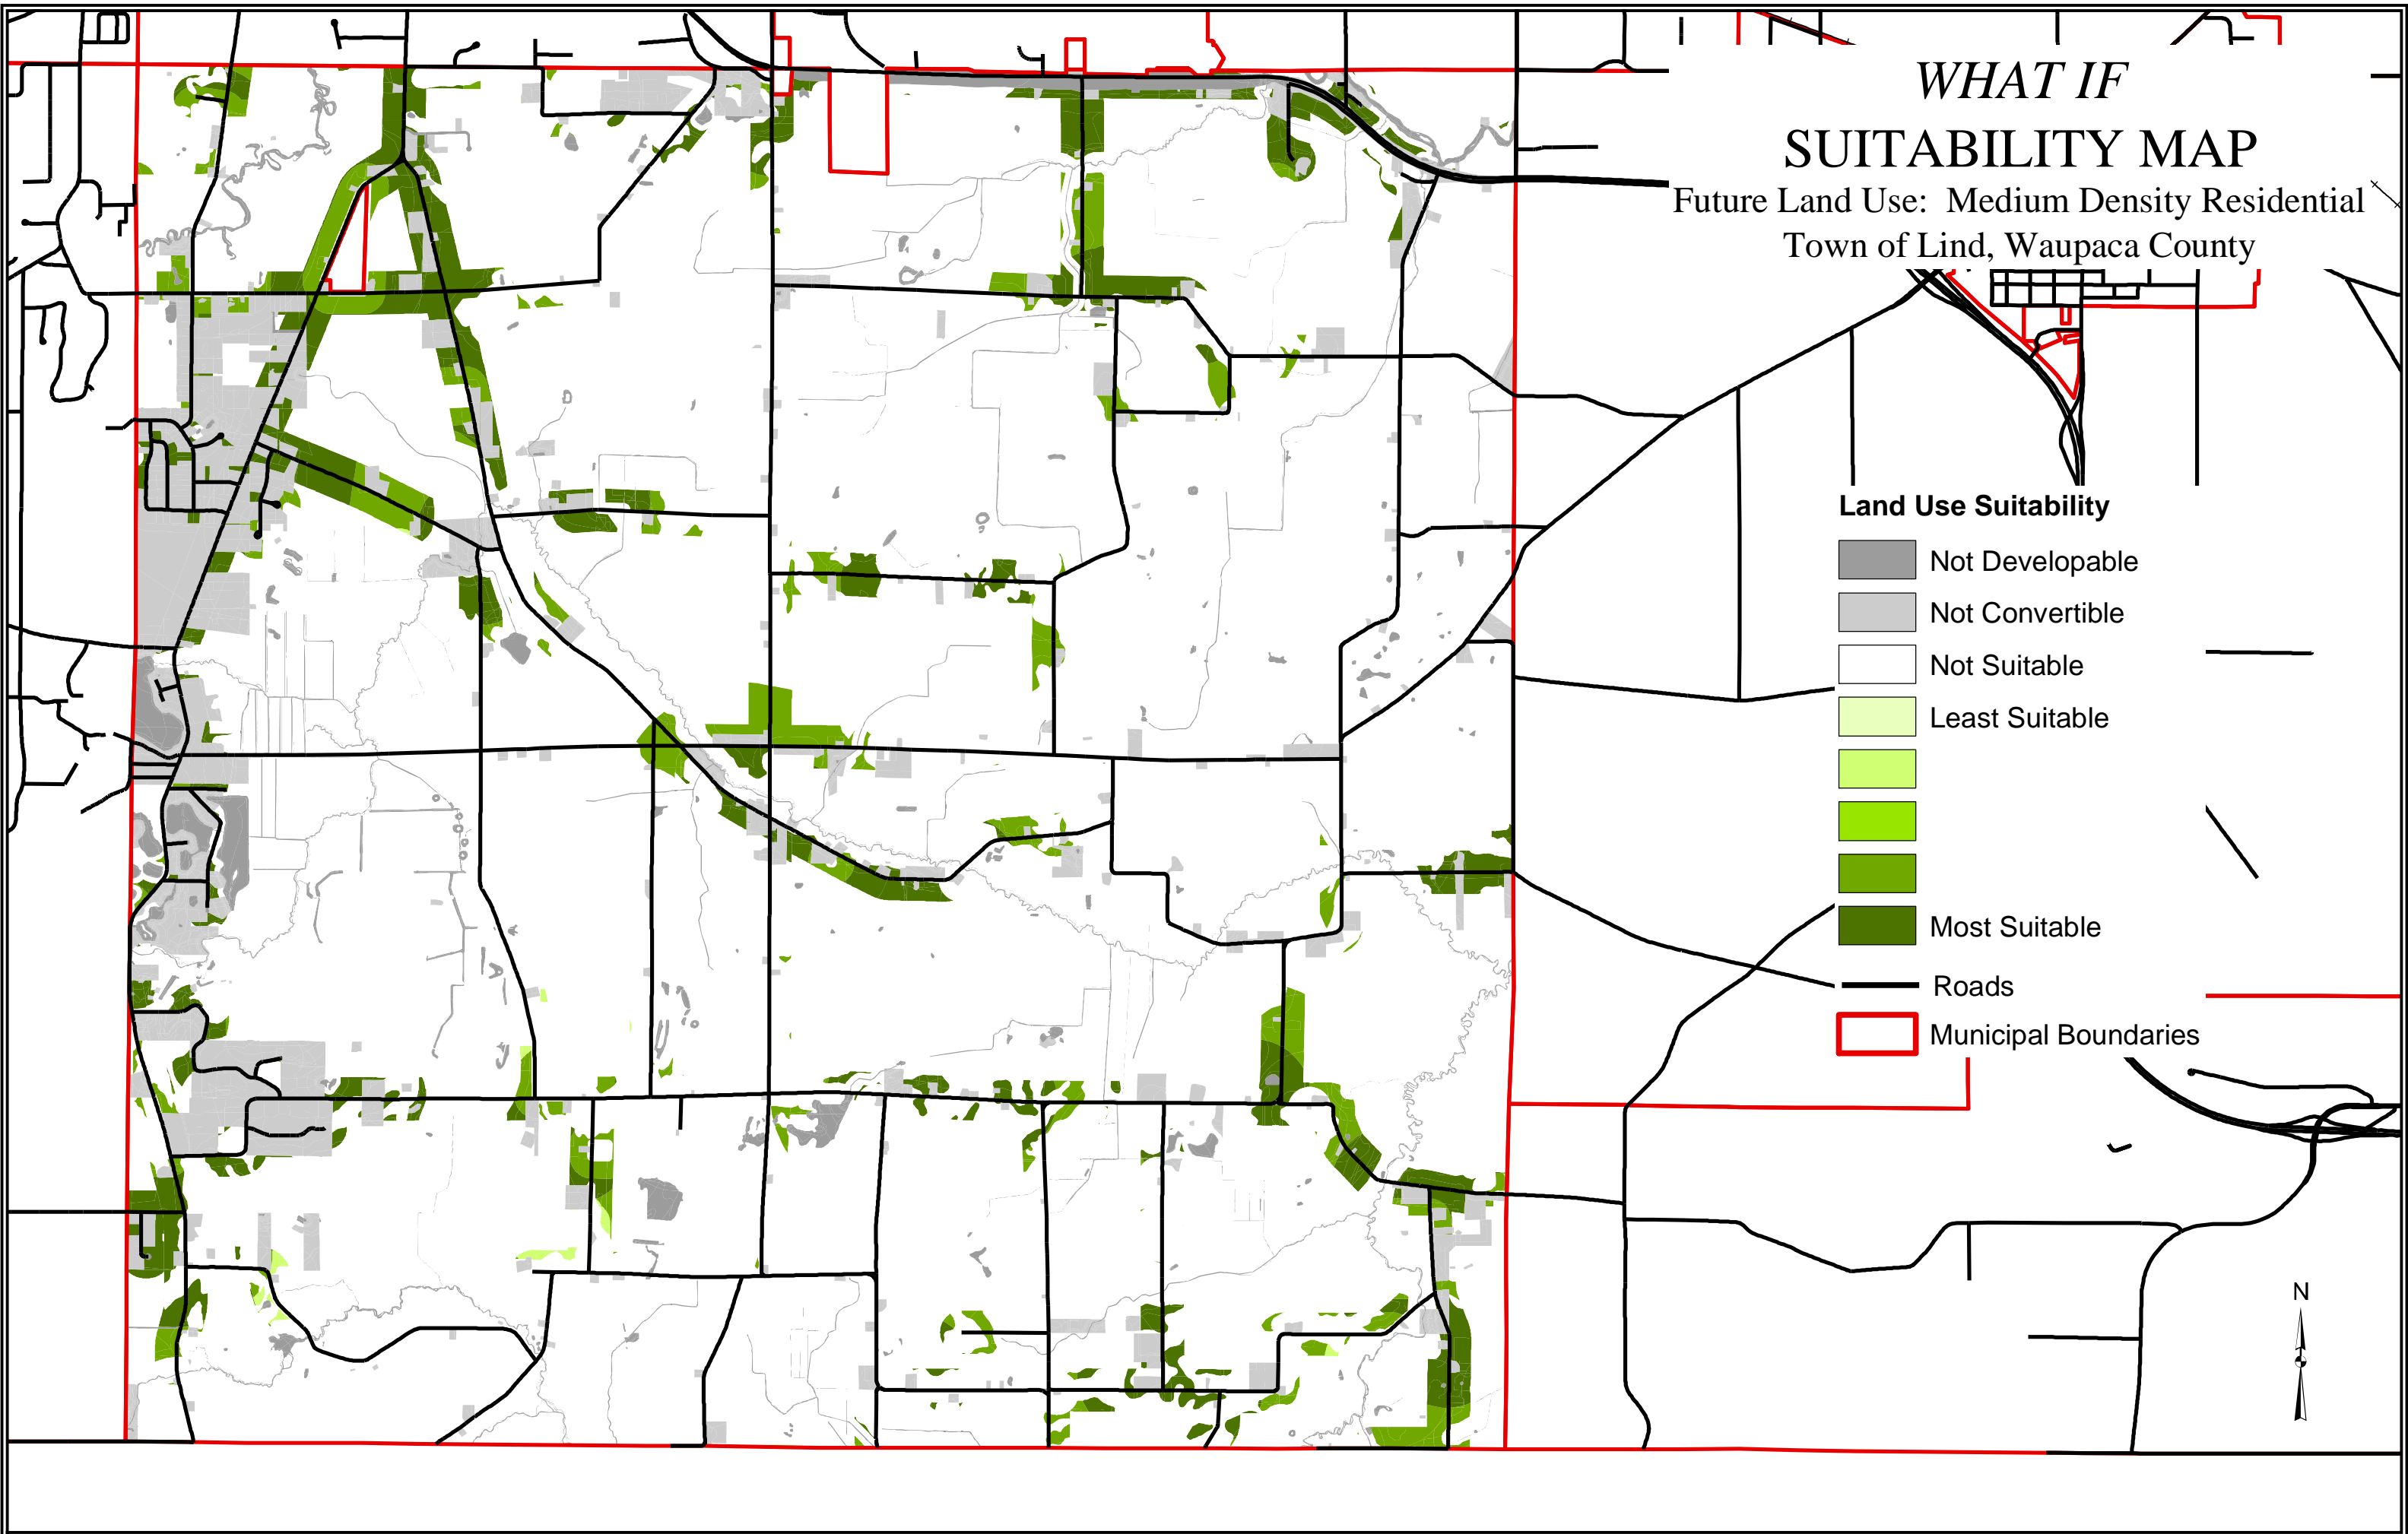 WHAT IF
SUITABILITY MAP
Future Land Use: Medium Density Residential
Town of Lind, Waupaca County
Land Use Suitability
Not Developable
Not Convertible
Not Suitable
Least Suitable
Most Suitable
Roads
Municipal Boundaries
N